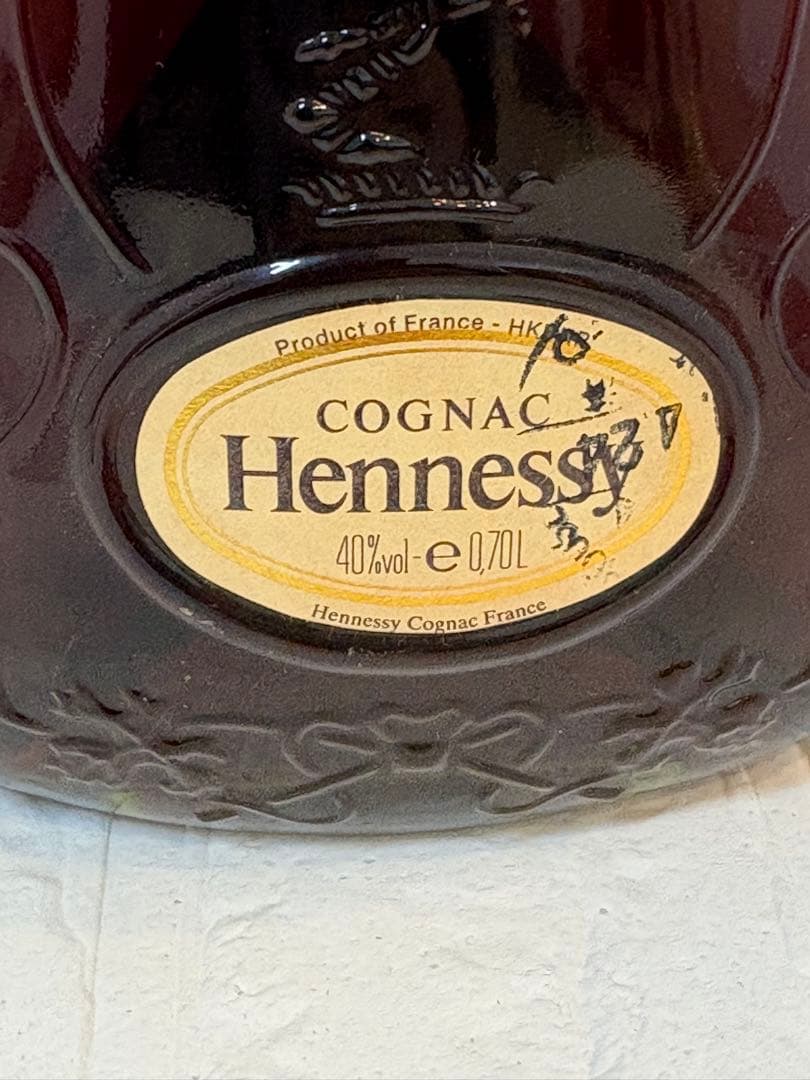 Product of France - HK
COGNAC
Hennessy
40%vol - e 0,70L
Hennessy Cognac France